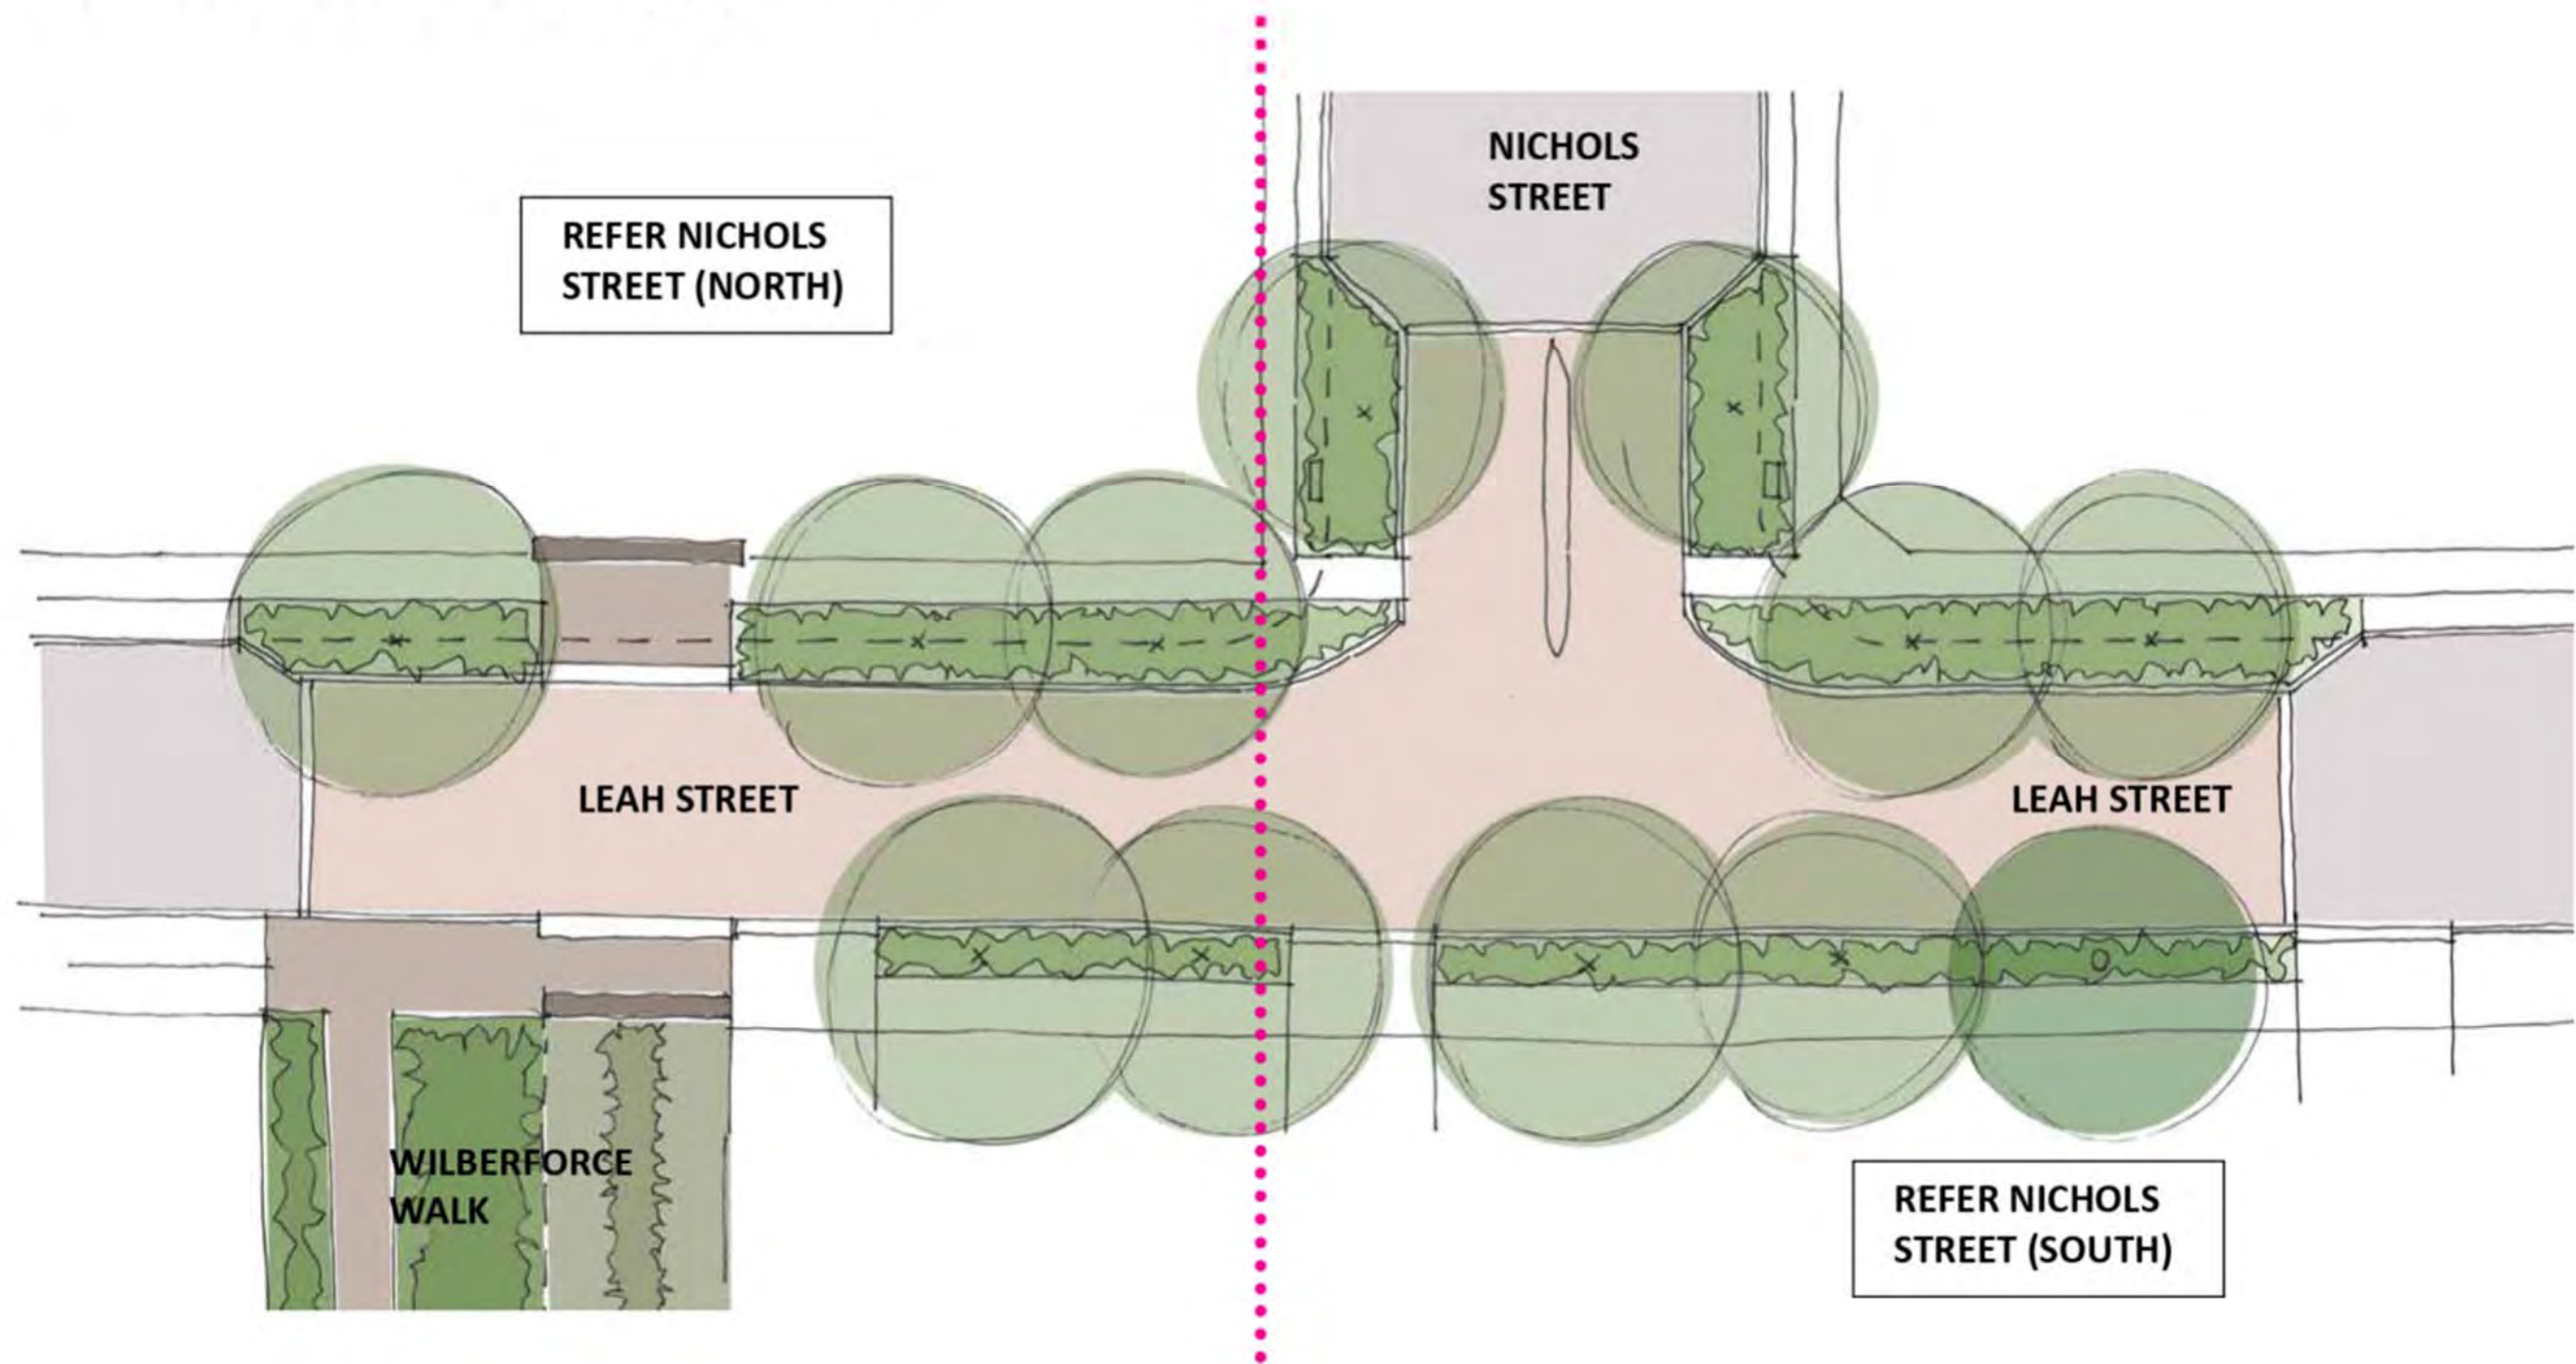 NICHOLS
STREET
REFER NICHOLS
STREET (NORTH)
LEAH STREET
LEAH STREET
WILBERFORCE
WALK
REFER NICHOLS
STREET (SOUTH)